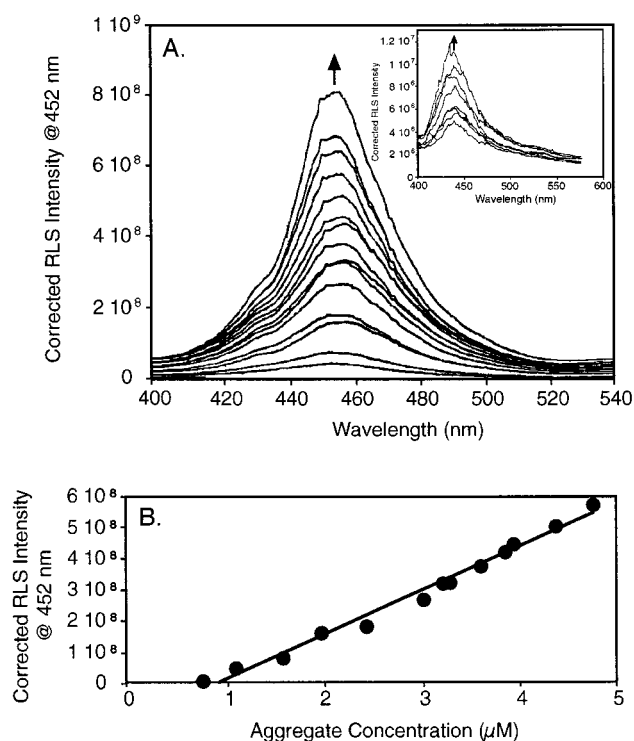 A.
Corrected RLS Intensity @452 nm
1 10⁹
8 10⁸
6 10⁸
4 10⁸
2 10⁸
0
400 420 440 460 480 500 520 540
Wavelength (nm)
Corrected RLS Intensity
1.2 10⁷
1 10⁷
8 10⁶
6 10⁶
4 10⁶
2 10⁶
0
400 450 500 550 600
Wavelength (nm)
B.
Corrected RLS Intensity
@ 452 nm
6 10⁸
5 10⁸
4 10⁸
3 10⁸
2 10⁸
1 10⁸
0
0 1 2 3 4 5
Aggregate Concentration (µM)